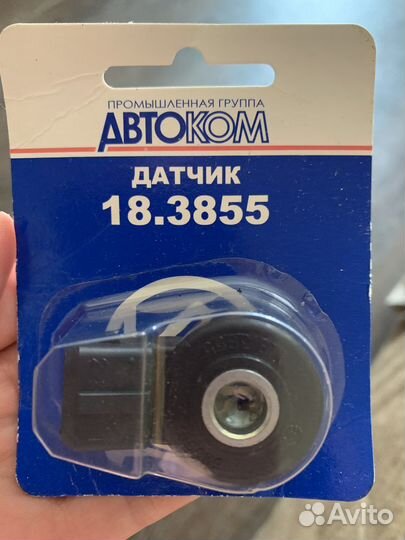 ПРОМЫШЛЕННАЯ ГРУППА
АВТОКОМ
ДАТЧИК
18.3855
Avito